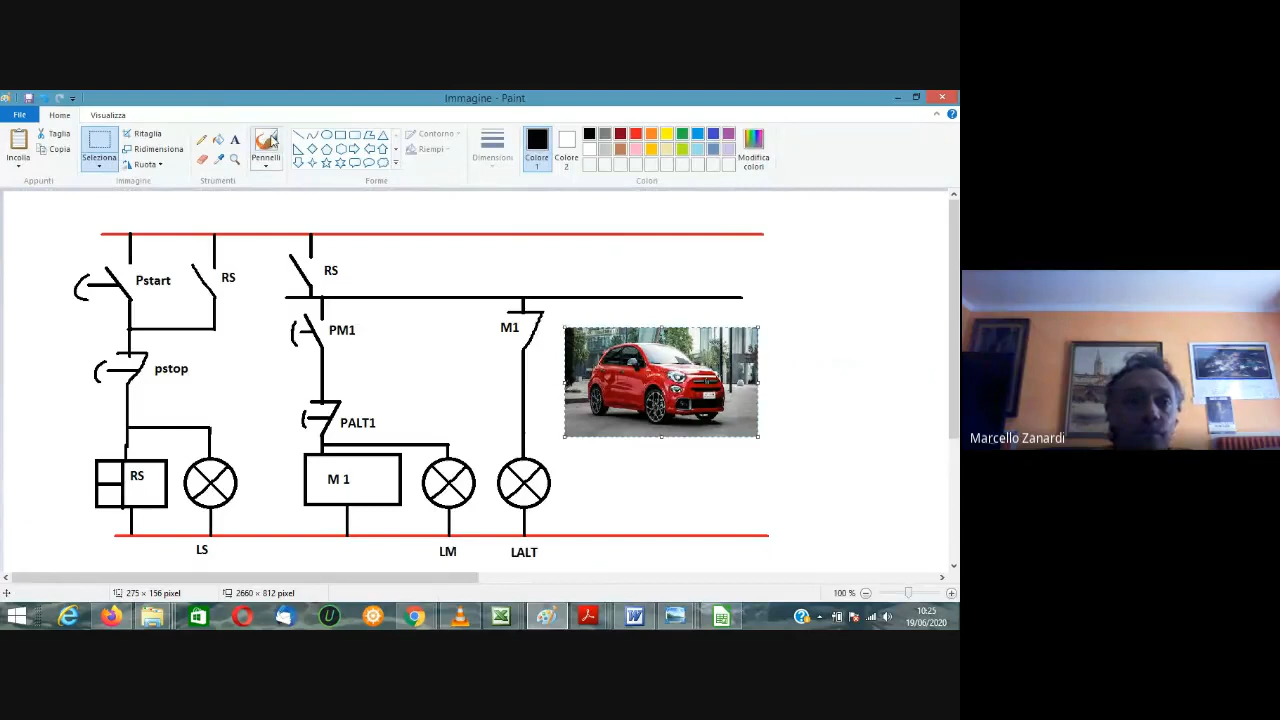 Immagine - Paint
File Home Visualizza
Incolla
Taglia
Copia
Appunti
Seleziona
Ritaglia
Ridimensiona
Ruota
Immagine
A
Strumenti
Pennelli
Contorno
Riempi
Forme
Dimensioni
Colore
1
Colore
2
Modifica
colori
Colori
Pstart
RS
RS
PM1
M1
pstop
PALT1
RS
M 1
LS
LM
LALT
Marcello Zanardi
275 × 156 pixel
2660 × 812 pixel
100 %
10:25
19/06/2020